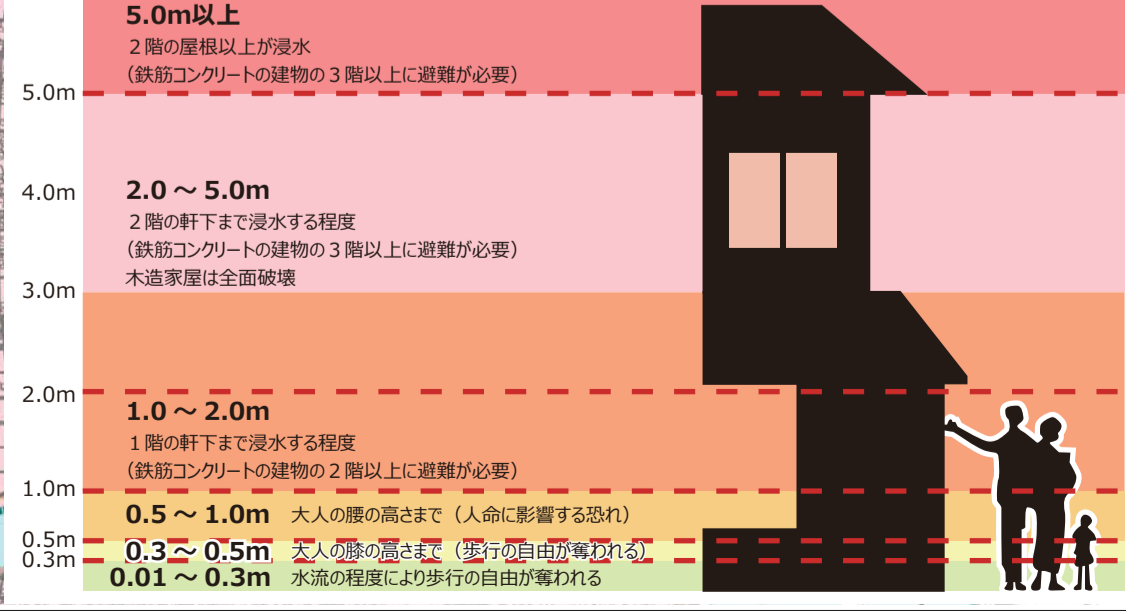 5.0m以上
２階の屋根以上が浸水
（鉄筋コンクリートの建物の３階以上に避難が必要）
5.0m
4.0m
2.0 ～ 5.0m
２階の軒下まで浸水する程度
（鉄筋コンクリートの建物の３階以上に避難が必要）
木造家屋は全面破壊
3.0m
2.0m
1.0 ～ 2.0m
１階の軒下まで浸水する程度
（鉄筋コンクリートの建物の２階以上に避難が必要）
1.0m
0.5 ～ 1.0m 大人の腰の高さまで（人命に影響する恐れ）
0.5m
0.3 ～ 0.5m 大人の膝の高さまで（歩行の自由が奪われる）
0.3m
0.01 ～ 0.3m 水流の程度により歩行の自由が奪われる